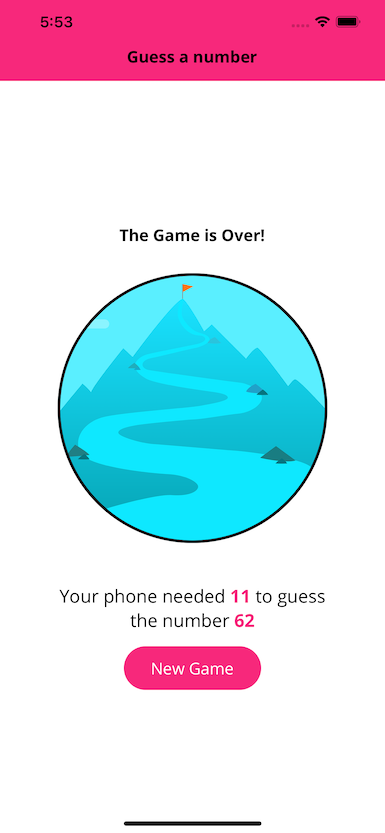 5:53
Guess a number
The Game is Over!
Your phone needed 11 to guess
the number 62
New Game